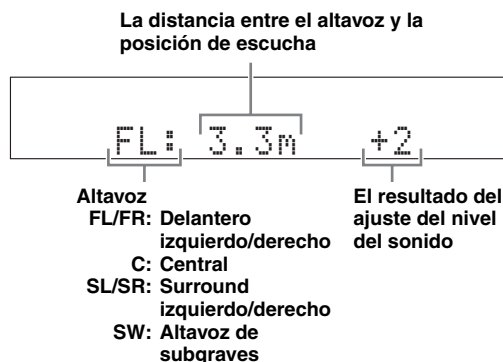 La distancia entre el altavoz y la
posición de escucha
FL: 3.3m +2
Altavoz
FL/FR: Delantero
izquierdo/derecho
C: Central
SL/SR: Surround
izquierdo/derecho
SW: Altavoz de
subgraves
El resultado del
ajuste del nivel
del sonido